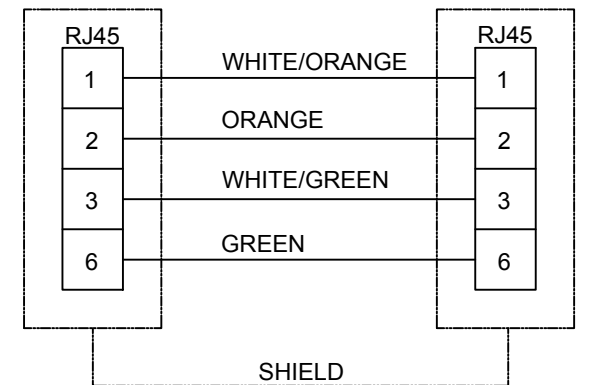 RJ45 RJ45
1 WHITE/ORANGE 1
2 ORANGE 2
3 WHITE/GREEN 3
6 GREEN 6
SHIELD